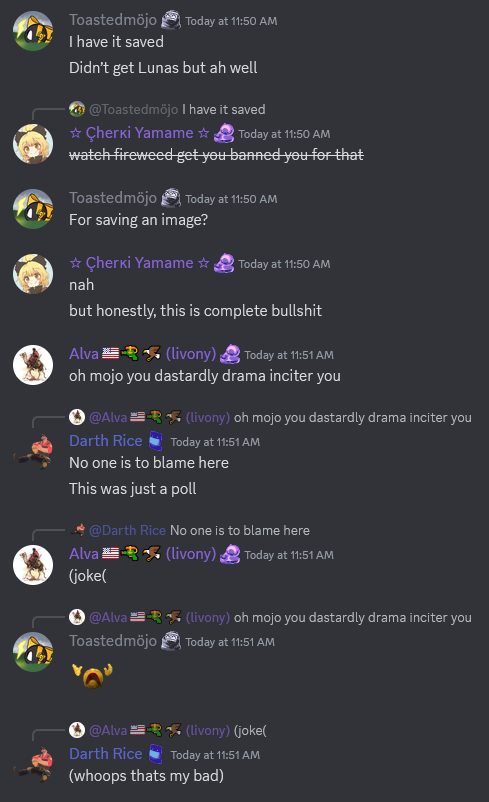 Toastedmöjo Today at 11:50 AM
I have it saved
Didn't get Lunas but ah well
@Toastedmöjo I have it saved
☆ Çherкi Yamame ☆ Today at 11:50 AM
watch fireweed get you banned you for that
Toastedmöjo Today at 11:50 AM
For saving an image?
☆ Çherкi Yamame ☆ Today at 11:50 AM
nah
but honestly, this is complete bullshit
Alva (livony) Today at 11:51 AM
oh mojo you dastardly drama inciter you
@Alva (livony) oh mojo you dastardly drama inciter you
Darth Rice Today at 11:51 AM
No one is to blame here
This was just a poll
@Darth Rice No one is to blame here
Alva (livony) Today at 11:51 AM
(joke(
@Alva (livony) oh mojo you dastardly drama inciter you
Toastedmöjo Today at 11:51 AM
@Alva (livony) (joke(
Darth Rice Today at 11:51 AM
(whoops thats my bad)